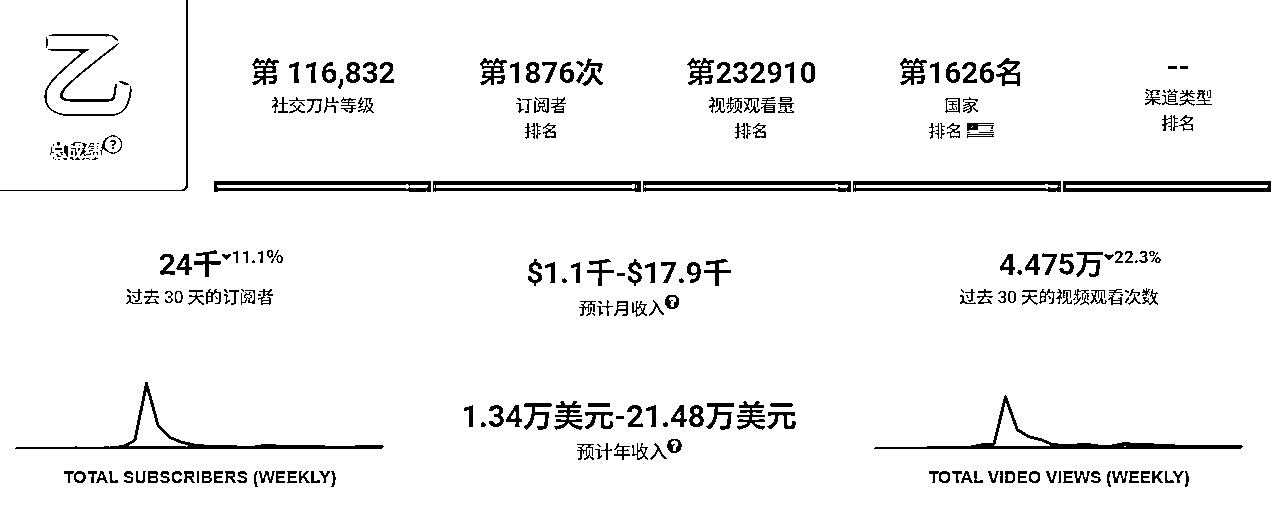 乙
第 116,832
社交刀片等级
第1876次
订阅者
排名
第232910
视频观看量
排名
第1626名
国家
排名
--
渠道类型
排名
24千 11.1%
过去 30 天的订阅者
$1.1千-$17.9千
预计月收入?
4.475万 22.3%
过去 30 天的视频观看次数
1.34万美元-21.48万美元
预计年收入?
TOTAL SUBSCRIBERS (WEEKLY)
TOTAL VIDEO VIEWS (WEEKLY)